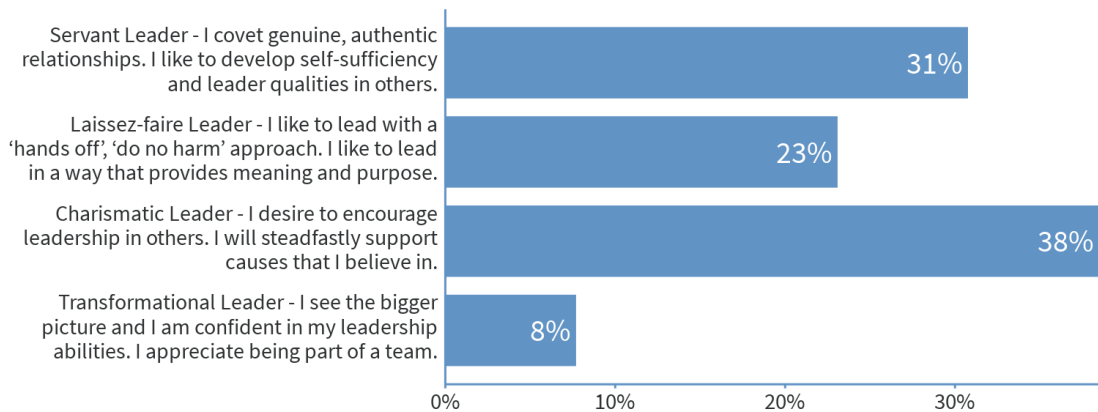 Servant Leader - I covet genuine, authentic
relationships. I like to develop self-sufficiency
and leader qualities in others.
31%
Laissez-faire Leader - I like to lead with a
‘hands off’, ‘do no harm’ approach. I like to lead
in a way that provides meaning and purpose.
23%
Charismatic Leader - I desire to encourage
leadership in others. I will steadfastly support
causes that I believe in.
38%
Transformational Leader - I see the bigger
picture and I am confident in my leadership
abilities. I appreciate being part of a team.
8%
0% 10% 20% 30%